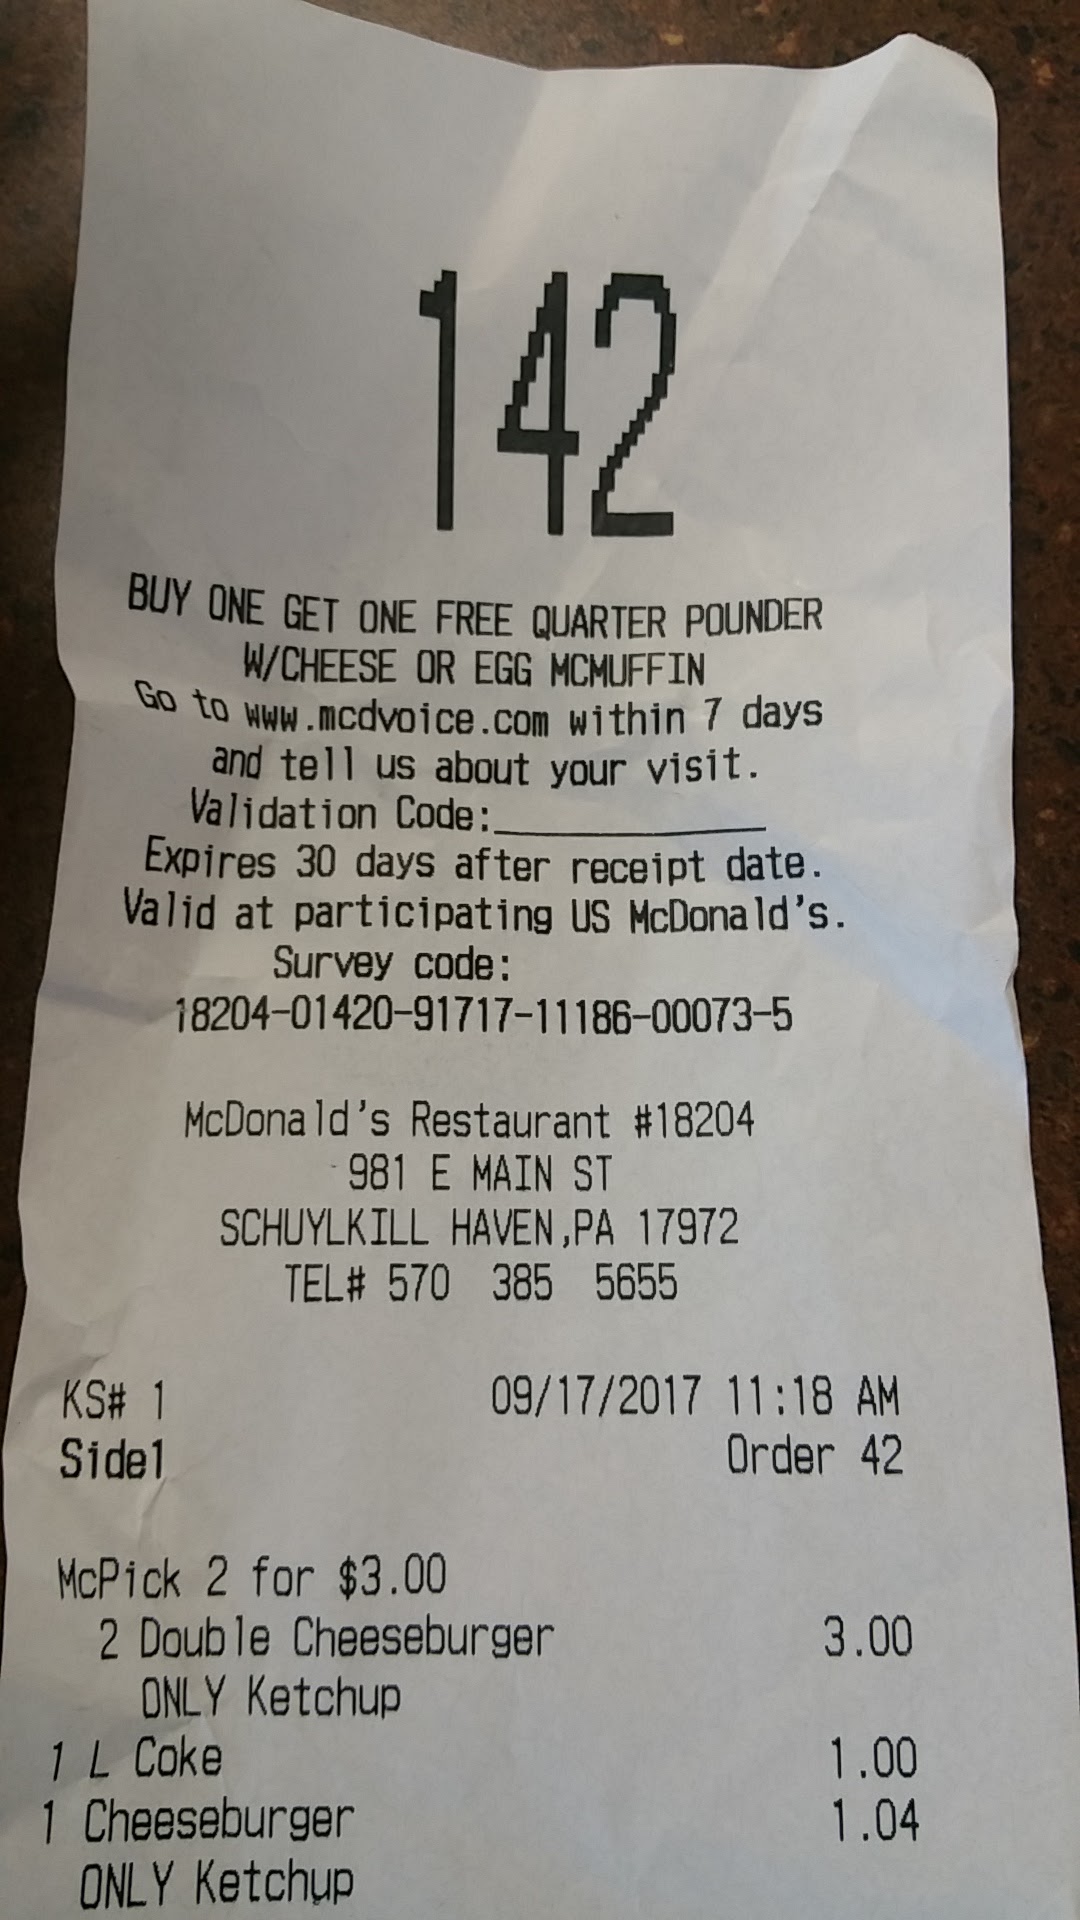 142
BUY ONE GET ONE FREE QUARTER POUNDER
W/CHEESE OR EGG MCMUFFIN
Go to www.mcdvoice.com within 7 days
and tell us about your visit.
Validation Code:____________
Expires 30 days after receipt date.
Valid at participating US McDonald's.
Survey code:
18204-01420-91717-11186-00073-5
McDonald's Restaurant #18204
981 E MAIN ST
SCHUYLKILL HAVEN,PA 17972
TEL# 570 385 5655
KS# 1 09/17/2017 11:18 AM
Side1 Order 42
McPick 2 for $3.00
2 Double Cheeseburger 3.00
ONLY Ketchup
1 L Coke 1.00
1 Cheeseburger 1.04
ONLY Ketchup